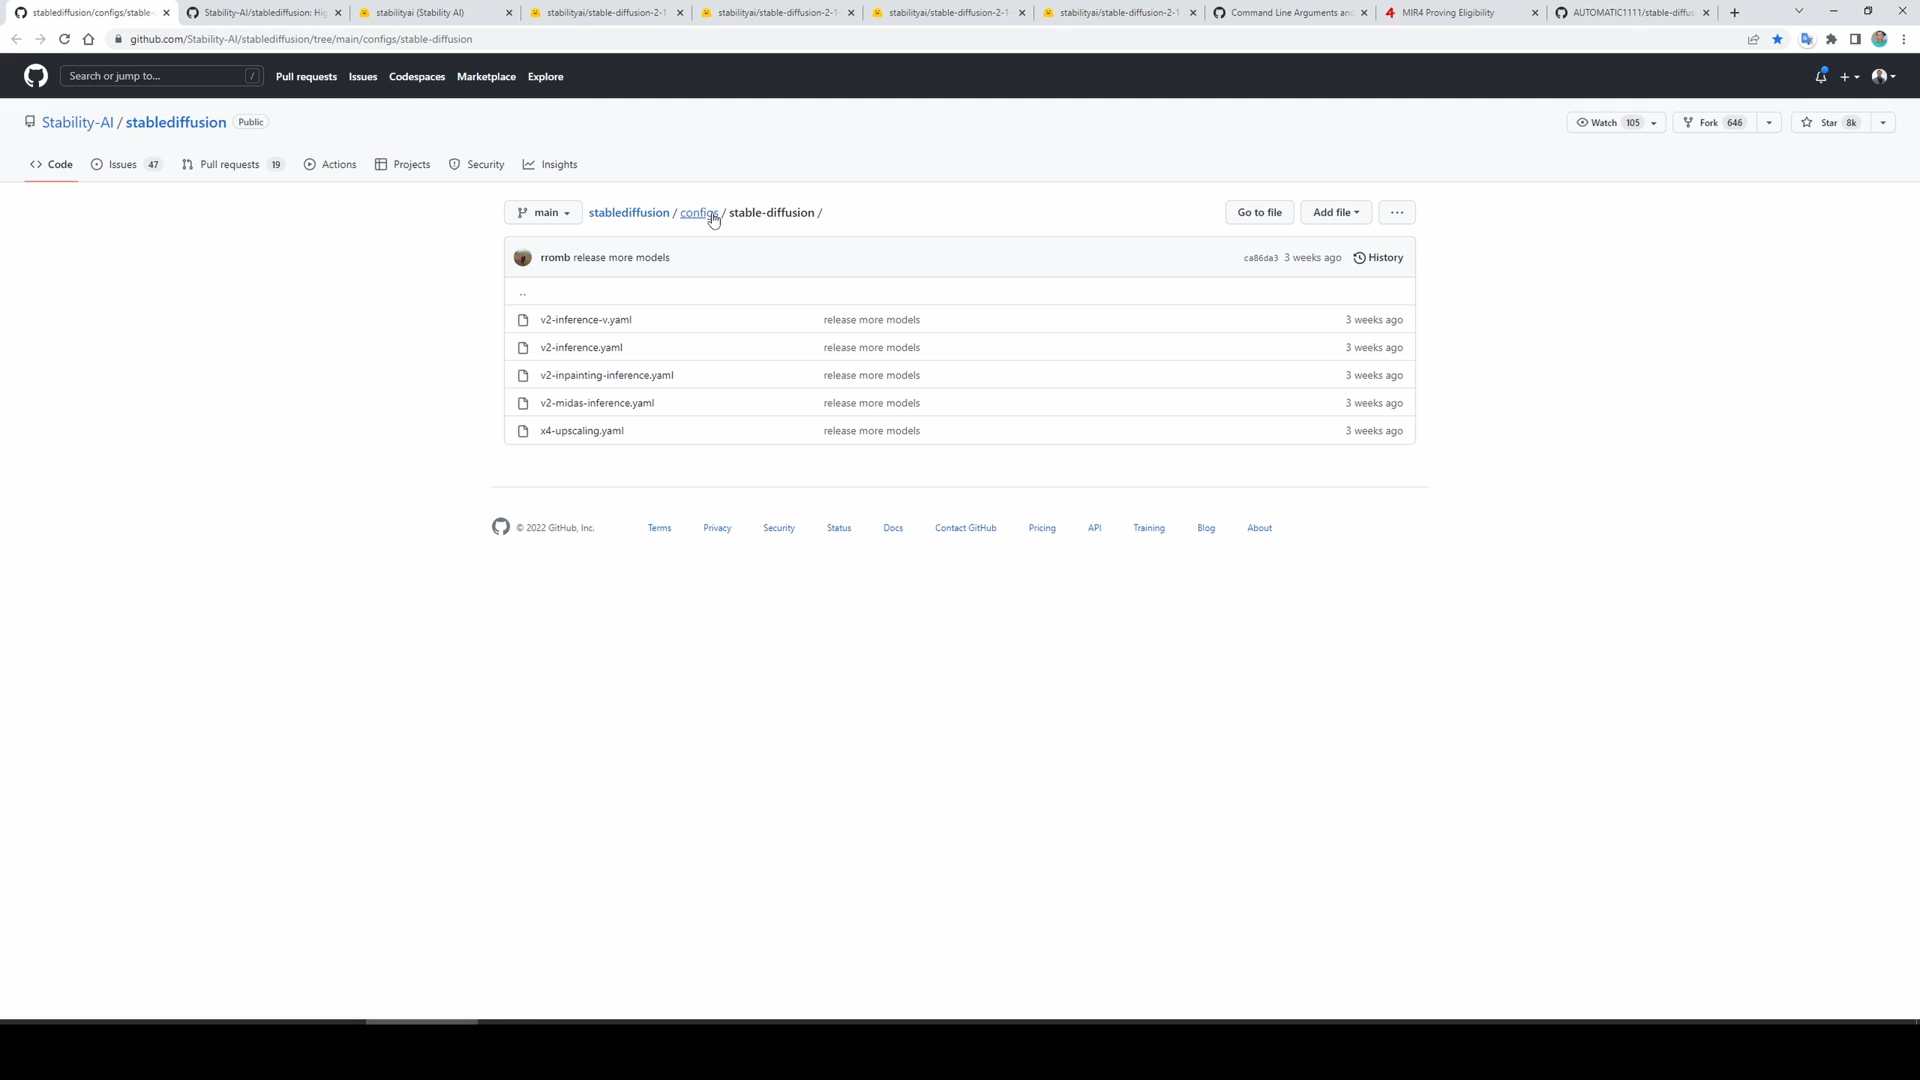 stablediffusion/configs/stable-
Stability-AI/stablediffusion: Hig
stabilityai (Stability AI)
stabilityai/stable-diffusion-2-1
stabilityai/stable-diffusion-2-1-
stabilityai/stable-diffusion-2-1
stabilityai/stable-diffusion-2-1
Command Line Arguments and
MIR4 Proving Eligibility
AUTOMATIC1111/stable-diffus
github.com/Stability-AI/stablediffusion/tree/main/configs/stable-diffusion
Search or jump to... /
Pull requests Issues Codespaces Marketplace Explore
Stability-AI / stablediffusion Public
Watch 105 Fork 646 Star 8k
Code Issues 47 Pull requests 19 Actions Projects Security Insights
main stablediffusion / configs / stable-diffusion /
Go to file Add file ...
rromb release more models ca86da3 3 weeks ago History
..
v2-inference-v.yaml release more models 3 weeks ago
v2-inference.yaml release more models 3 weeks ago
v2-inpainting-inference.yaml release more models 3 weeks ago
v2-midas-inference.yaml release more models 3 weeks ago
x4-upscaling.yaml release more models 3 weeks ago
© 2022 GitHub, Inc. Terms Privacy Security Status Docs Contact GitHub Pricing API Training Blog About